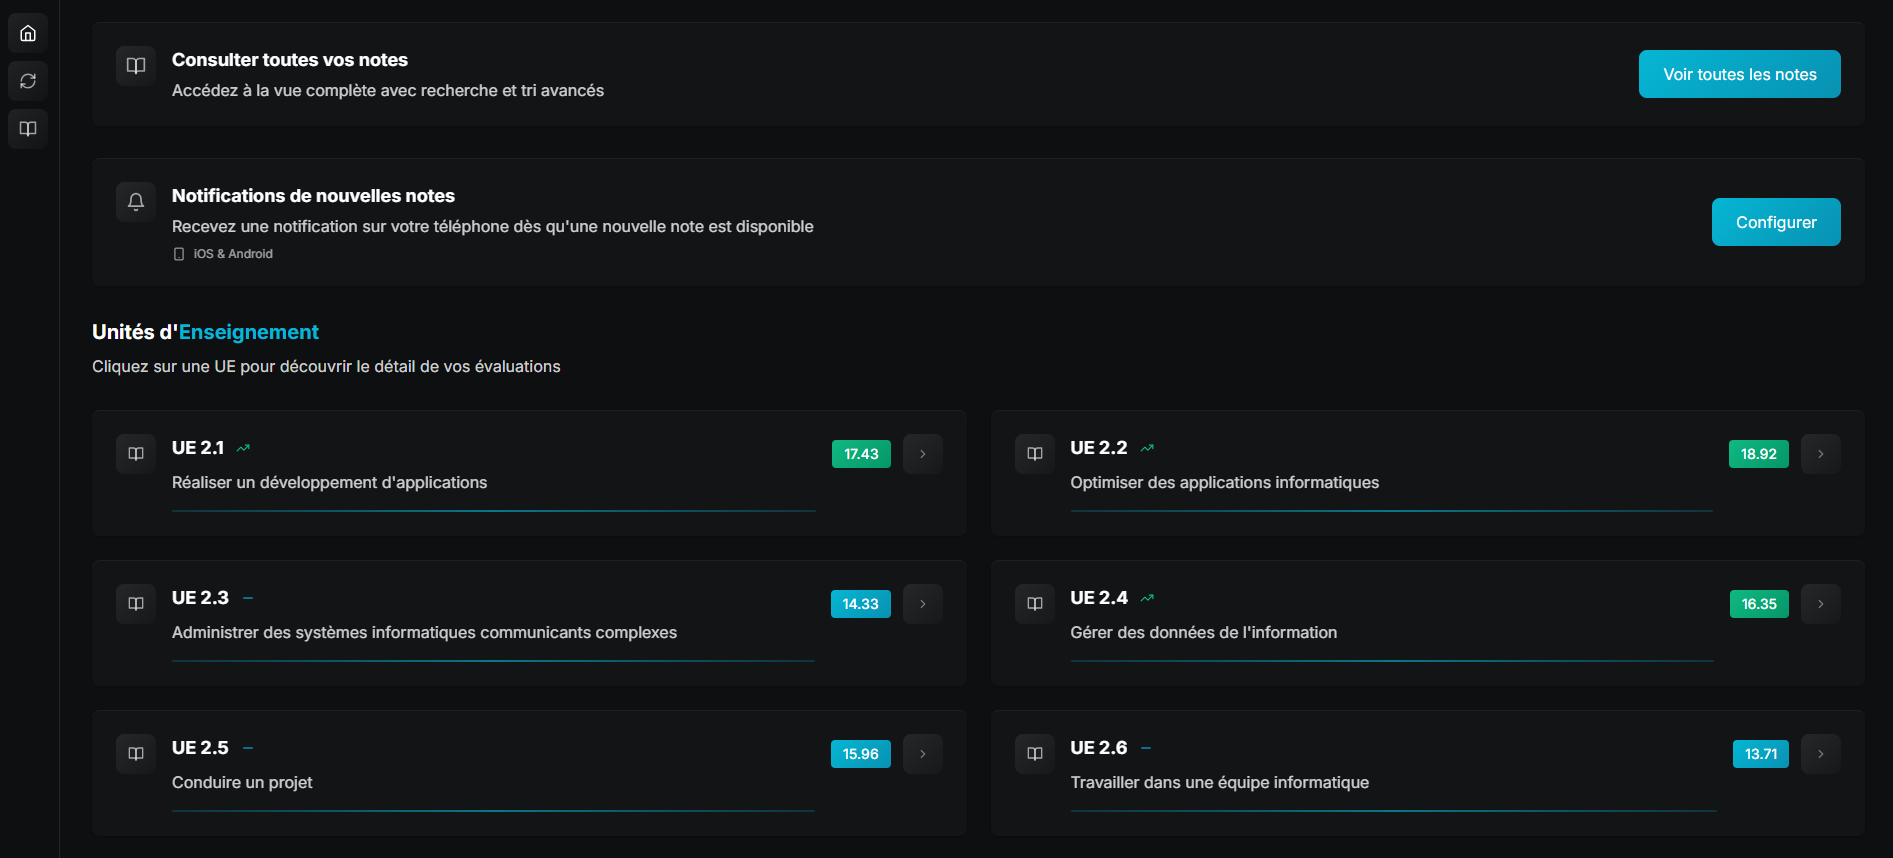 Consulter toutes vos notes
Accédez à la vue complète avec recherche et tri avancés
Voir toutes les notes
Notifications de nouvelles notes
Recevez une notification sur votre téléphone dès qu'une nouvelle note est disponible
iOS & Android
Configurer
Unités d'Enseignement
Cliquez sur une UE pour découvrir le détail de vos évaluations
UE 2.1
17.43
Réaliser un développement d'applications
UE 2.2
18.92
Optimiser des applications informatiques
UE 2.3
14.33
Administrer des systèmes informatiques communicants complexes
UE 2.4
16.35
Gérer des données de l'information
UE 2.5
15.96
Conduire un projet
UE 2.6
13.71
Travailler dans une équipe informatique